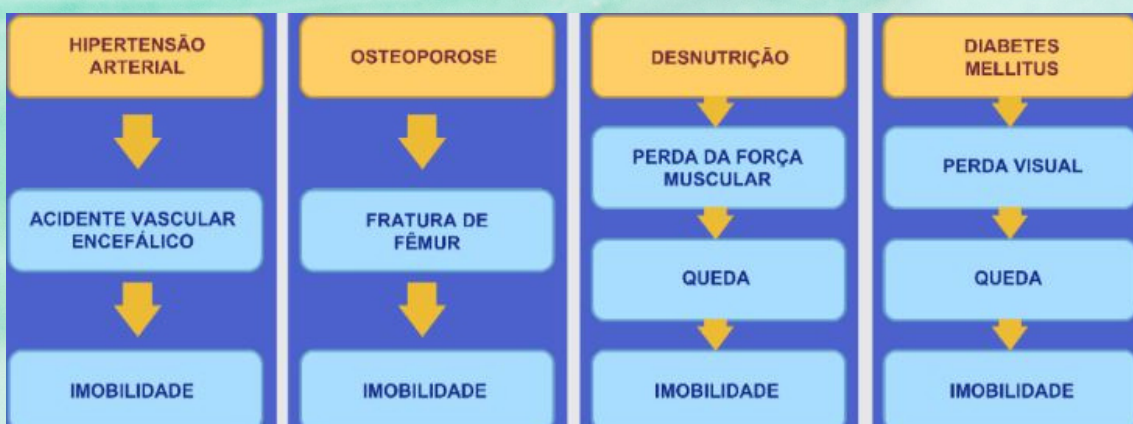 HIPERTENSÃO
ARTERIAL
ACIDENTE VASCULAR
ENCEFÁLICO
IMOBILIDADE
OSTEOPOROSE
FRATURA DE
FÊMUR
IMOBILIDADE
DESNUTRIÇÃO
PERDA DA FORÇA
MUSCULAR
QUEDA
IMOBILIDADE
DIABETES
MELLITUS
PERDA VISUAL
QUEDA
IMOBILIDADE